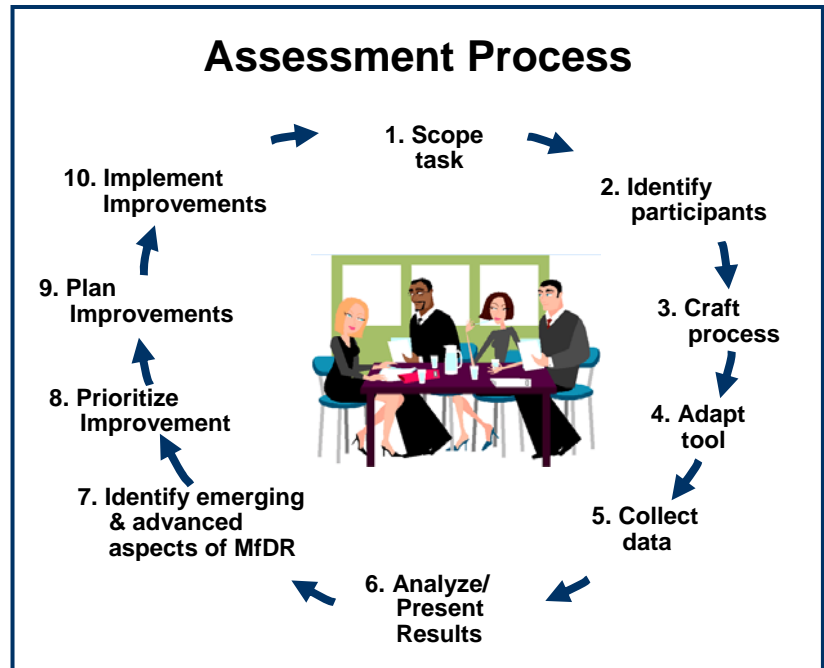 Assessment Process
1. Scope
task
2. Identify
participants
3. Craft
process
4. Adapt
tool
5. Collect
data
6. Analyze/
Present
Results
7. Identify emerging
& advanced
aspects of MfDR
8. Prioritize
Improvement
9. Plan
Improvements
10. Implement
Improvements